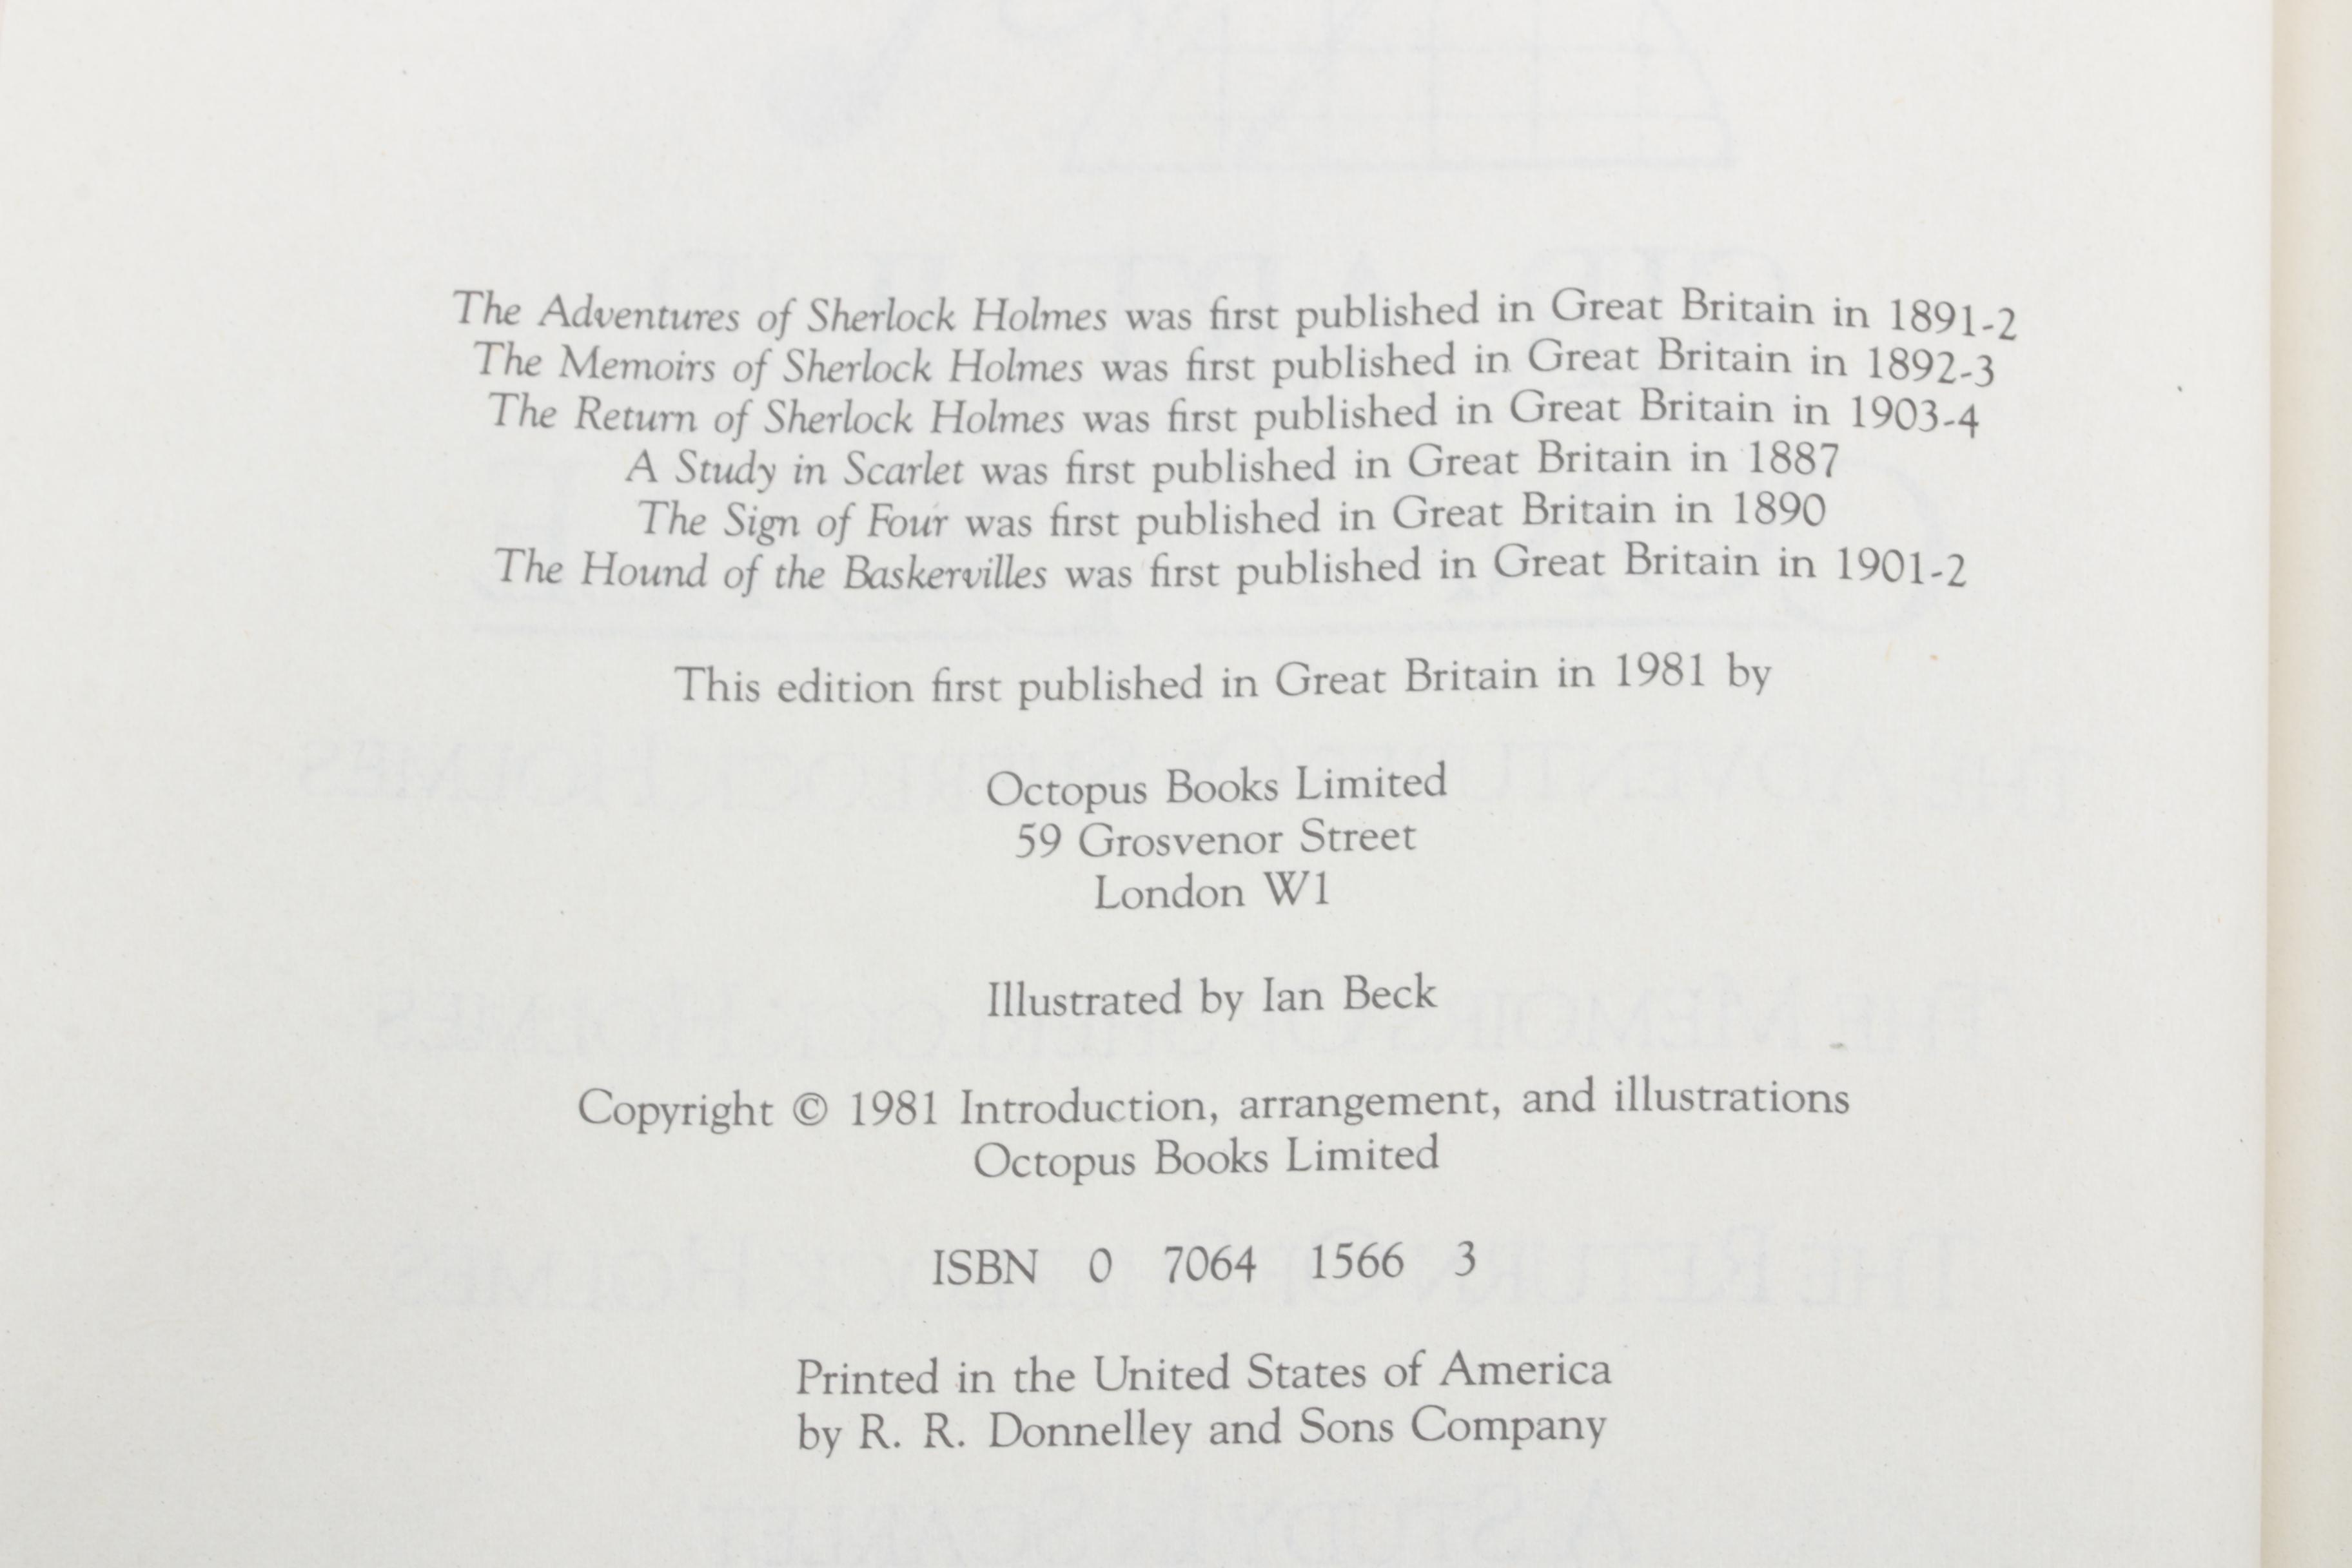 The Adventures of Sherlock Holmes was first published in Great Britain in 1891-2
The Memoirs of Sherlock Holmes was first published in Great Britain in 1892-3
The Return of Sherlock Holmes was first published in Great Britain in 1903-4
A Study in Scarlet was first published in Great Britain in 1887
The Sign of Four was first published in Great Britain in 1890
The Hound of the Baskervilles was first published in Great Britain in 1901-2
This edition first published in Great Britain in 1981 by
Octopus Books Limited
59 Grosvenor Street
London W1
Illustrated by Ian Beck
Copyright © 1981 Introduction, arrangement, and illustrations
Octopus Books Limited
ISBN 0 7064 1566 3
Printed in the United States of America
by R. R. Donnelley and Sons Company